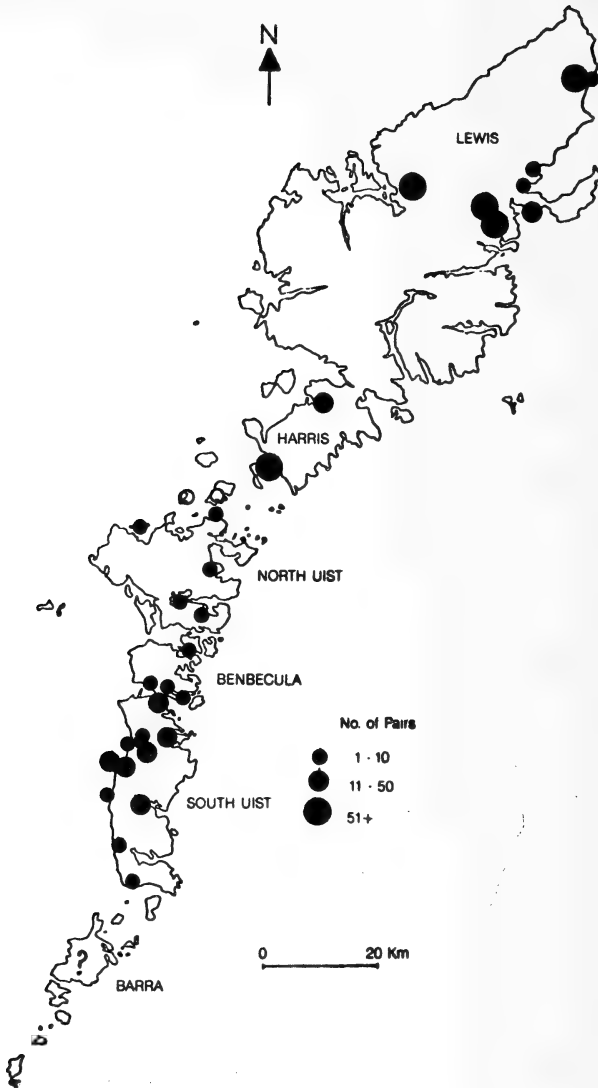 N
LEWIS
HARRIS
NORTH UIST
BENBECULA
No. of Pairs
1 - 10
11 - 50
51+
SOUTH UIST
0 20 Km
?
BARRA